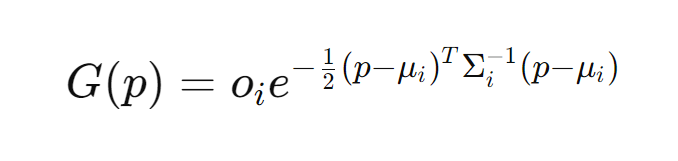 $G(p) = o_i e^{-\frac{1}{2}(p-\mu_i)^T \Sigma_i^{-1}(p-\mu_i)}$